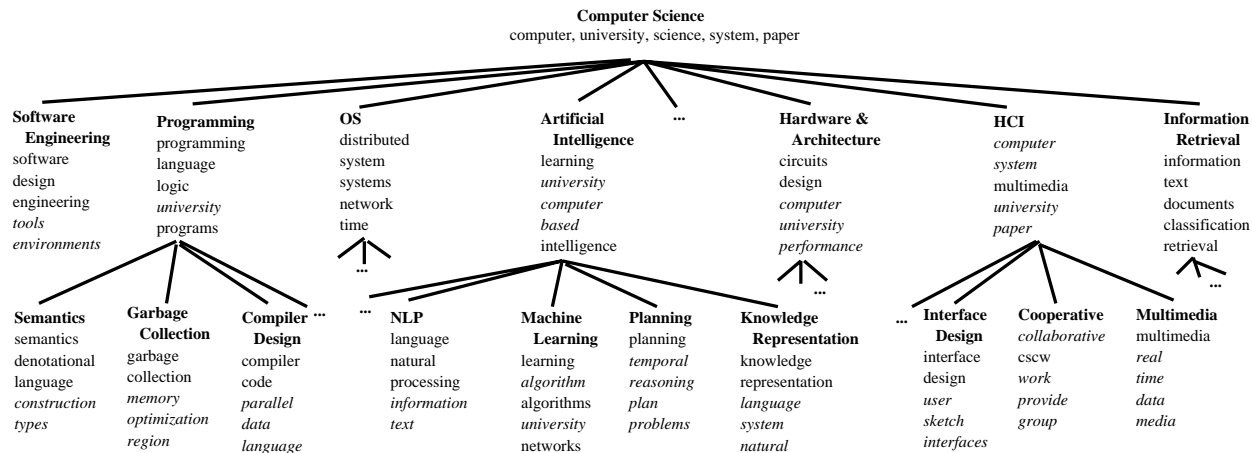 Computer Science
computer, university, science, system, paper
Software
Engineering
software
design
engineering
tools
environments
Programming
programming
language
logic
university
programs
OS
distributed
system
systems
network
time
...
Artificial
Intelligence
learning
university
computer
based
intelligence
...
Hardware &
Architecture
circuits
design
computer
university
performance
...
HCI
computer
system
multimedia
university
paper
Information
Retrieval
information
text
documents
classification
retrieval
...
Semantics
semantics
denotational
language
construction
types
Garbage
Collection
garbage
collection
memory
optimization
region
Compiler
Design
compiler
code
parallel
data
language
...
...
NLP
language
natural
processing
information
text
Machine
Learning
learning
algorithm
algorithms
university
networks
Planning
planning
temporal
reasoning
plan
problems
Knowledge
Representation
knowledge
representation
language
system
natural
...
Interface
Design
interface
design
user
sketch
interfaces
Cooperative
collaborative
cscw
work
provide
group
Multimedia
multimedia
real
time
data
media